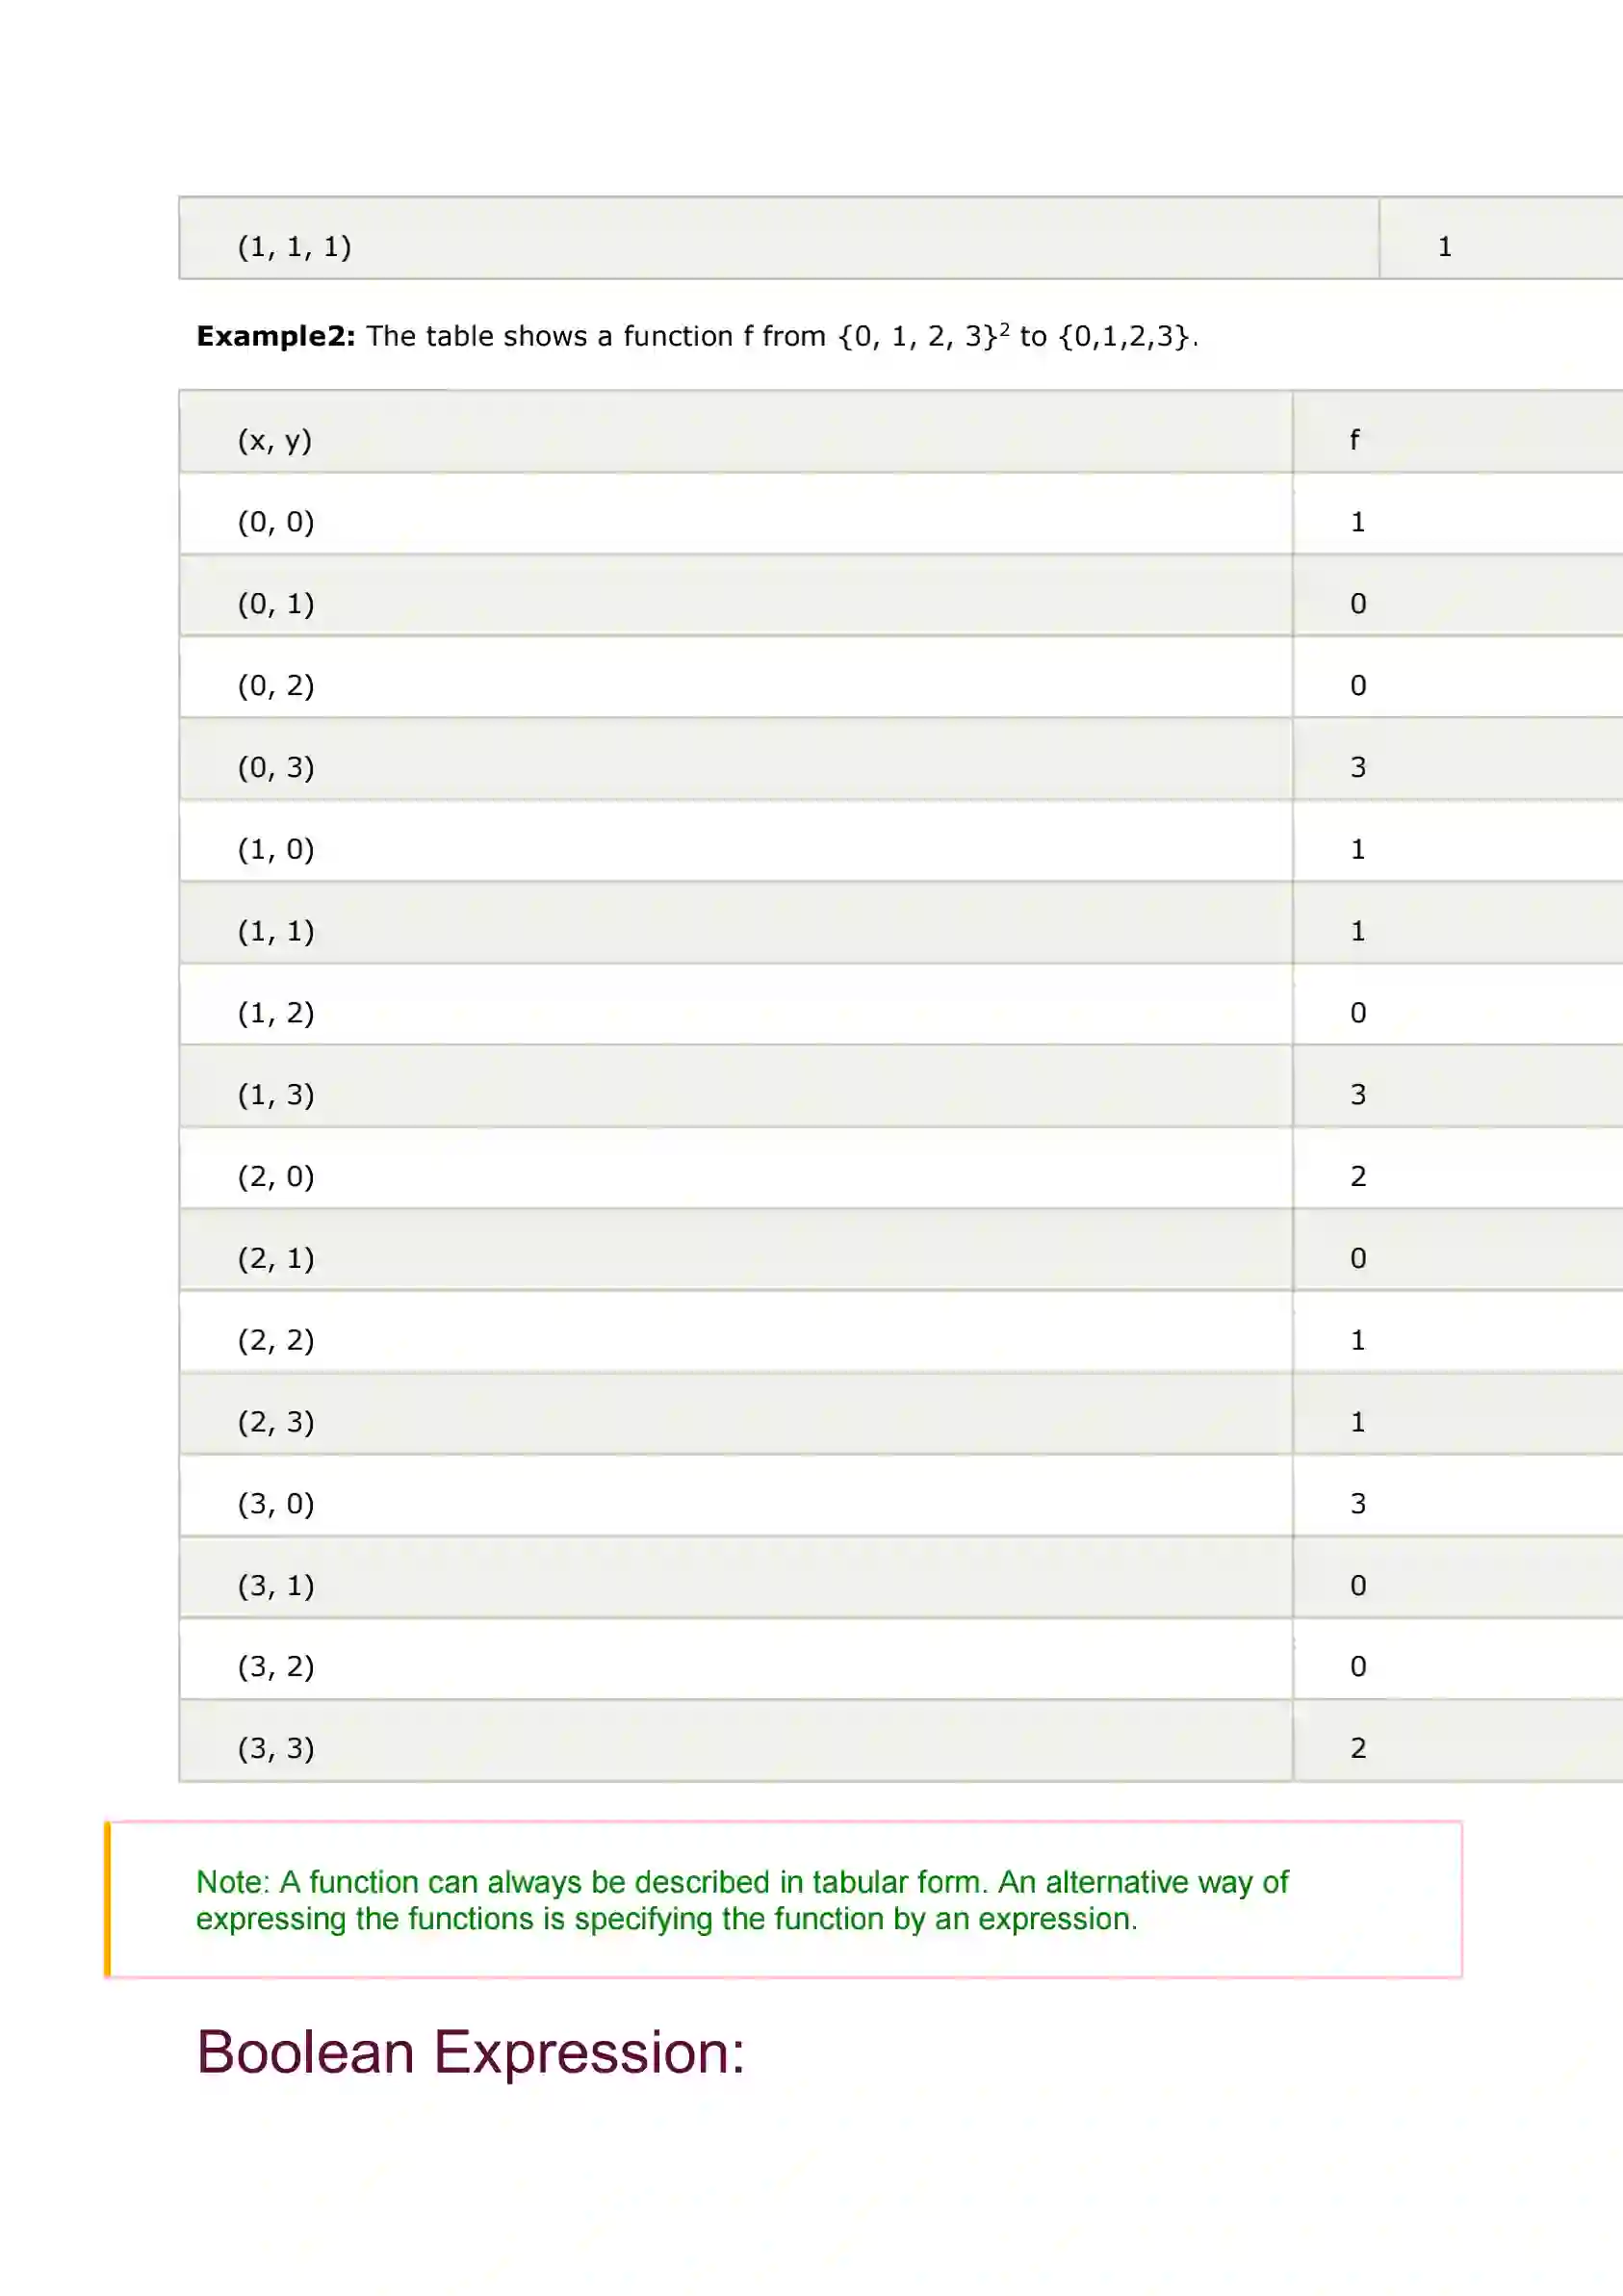 (1, 1, 1) 1
Example2: The table shows a function f from {0, 1, 2, 3}² to {0,1,2,3}.
(x, y) f
(0, 0) 1
(0, 1) 0
(0, 2) 0
(0, 3) 3
(1, 0) 1
(1, 1) 1
(1, 2) 0
(1, 3) 3
(2, 0) 2
(2, 1) 0
(2, 2) 1
(2, 3) 1
(3, 0) 3
(3, 1) 0
(3, 2) 0
(3, 3) 2
Note: A function can always be described in tabular form. An alternative way of
expressing the functions is specifying the function by an expression.
Boolean Expression: